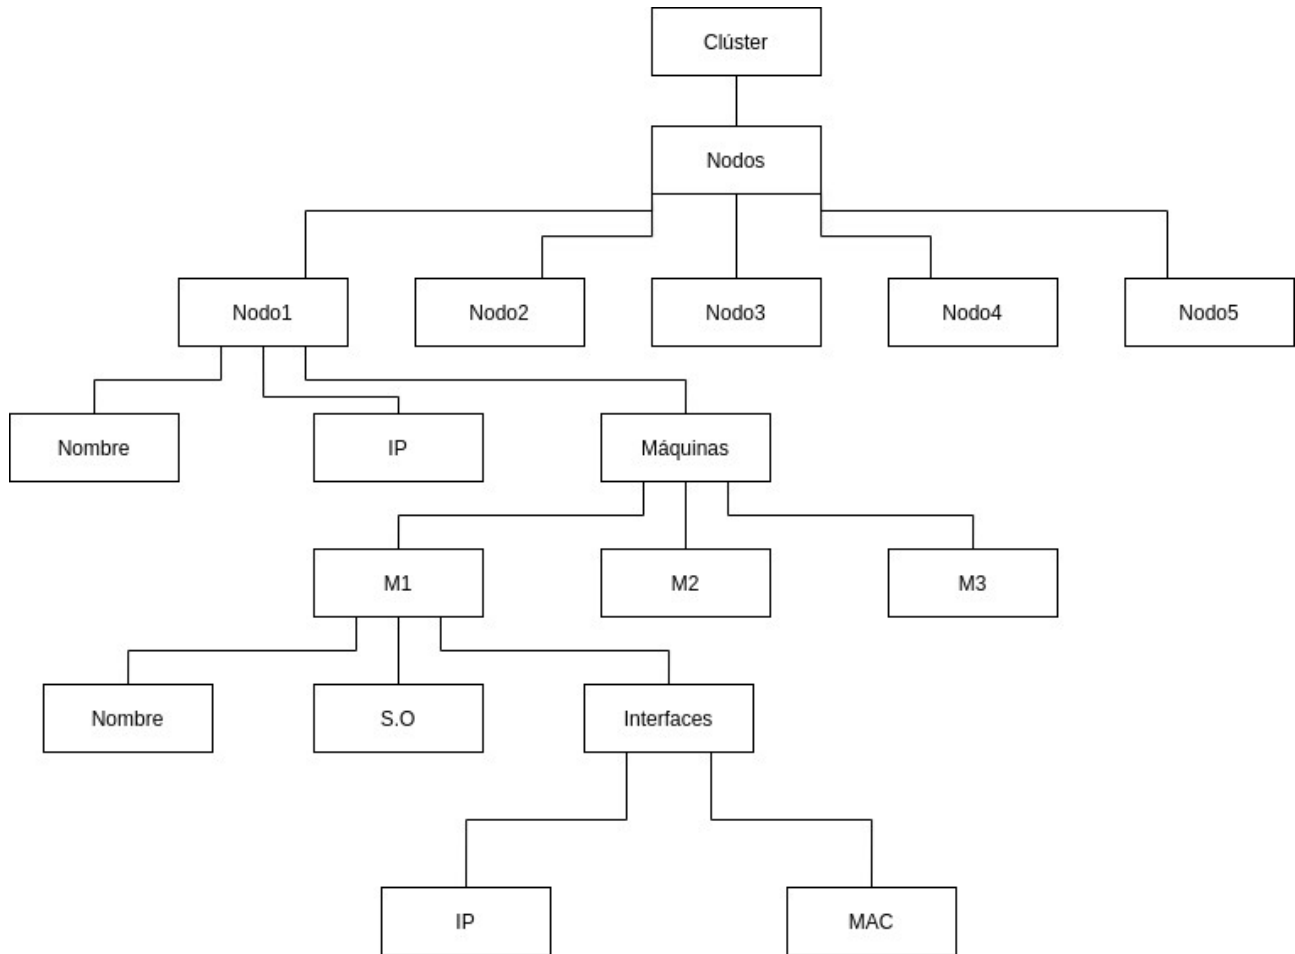 Clúster
Nodos
Nodo1
Nodo2
Nodo3
Nodo4
Nodo5
Nombre
IP
Máquinas
M1
M2
M3
Nombre
S.O
Interfaces
IP
MAC